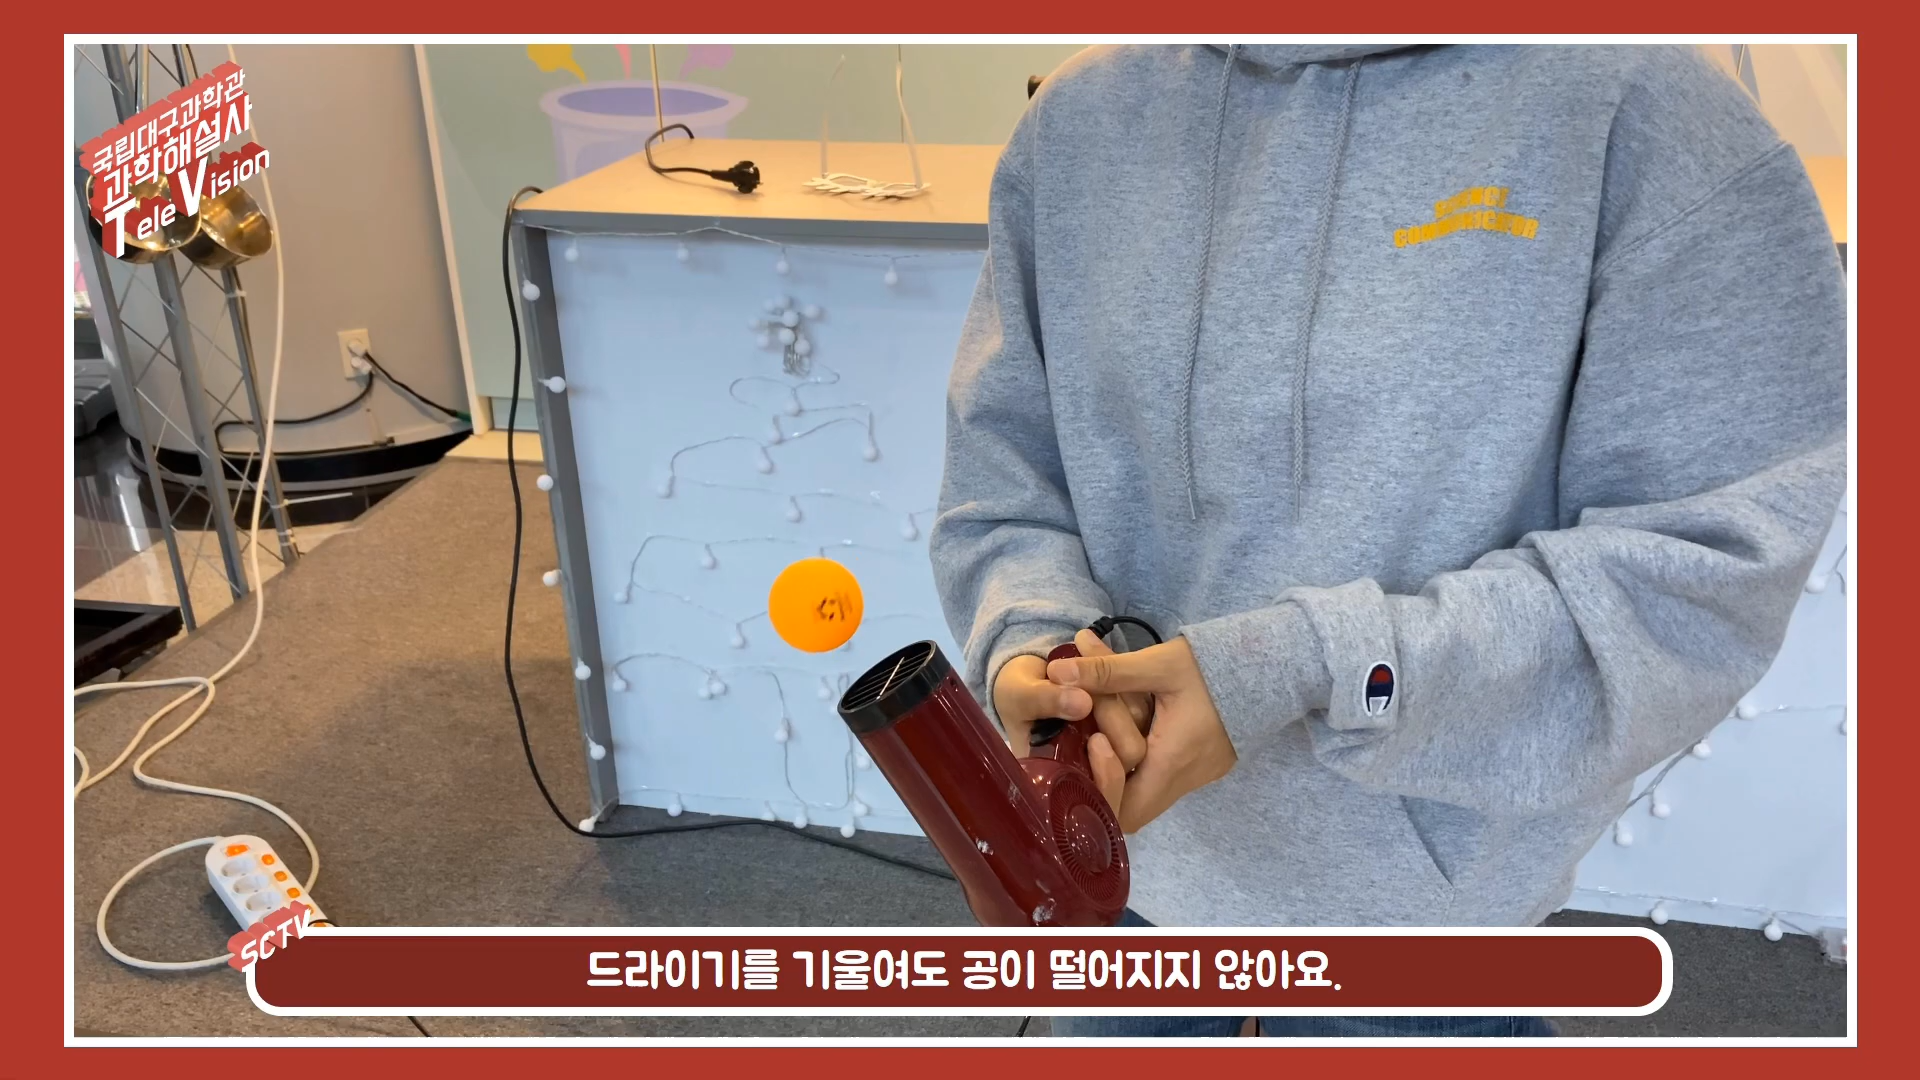 국립대구과학관
과학해설사
TeleVision
COMMUNICATOR
SCTV
드라이기를 기울여도 공이 떨어지지 않아요.